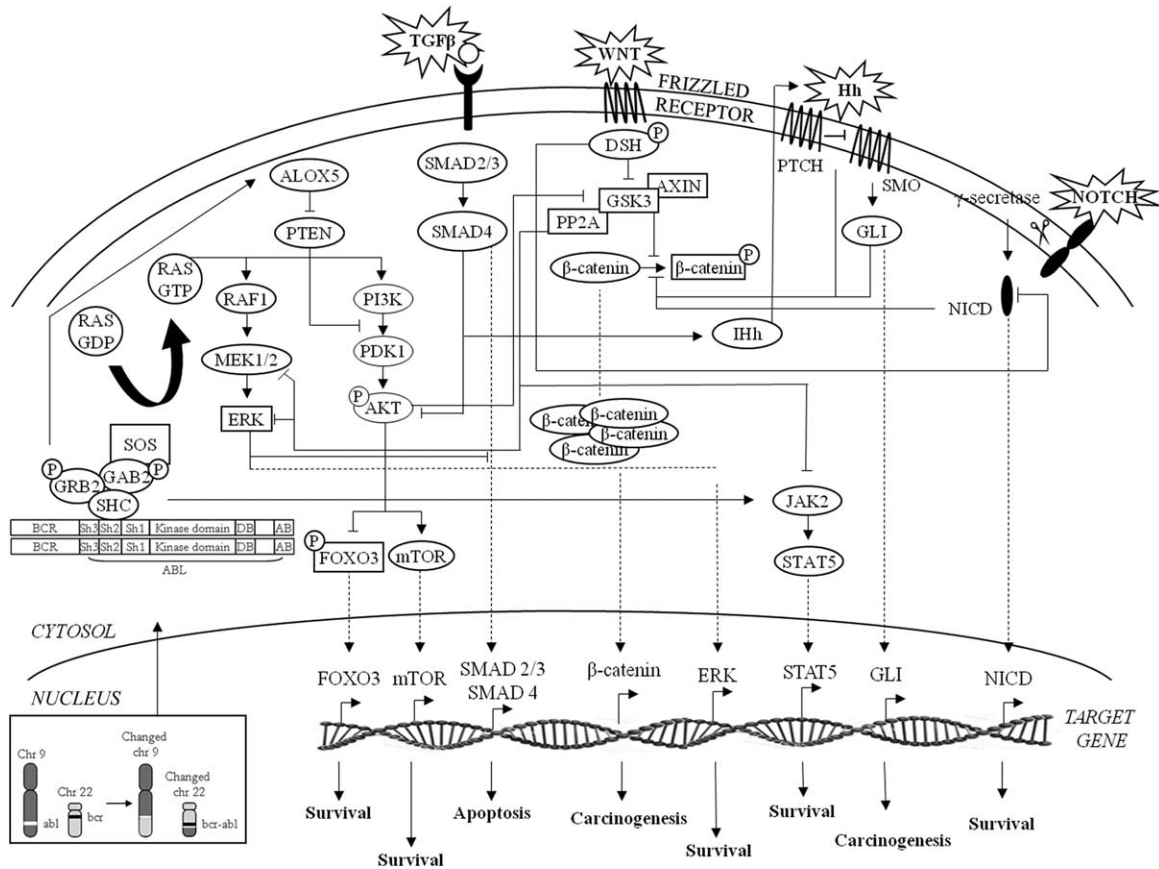 TGFβ
WNT
FRIZZLED
RECEPTOR
Hh
NOTCH
DSH
P
SMAD2/3
ALOX5
AXIN
GSK3
PP2A
PTCH
SMO
γ-secretase
PTEN
SMAD4
GLI
β-catenin
β-catenin
P
RAS
GTP
RAF1
PI3K
NICD
RAS
GDP
IHh
MEK1/2
PDK1
P
AKT
ERK
β-catenin
β-catenin
β-catenin
β-catenin
SOS
P
GRB2
GAB2
P
SHC
JAK2
BCR Sh3 Sh2 Sh1 Kinase domain DB AB
BCR Sh3 Sh2 Sh1 Kinase domain DB AB
ABL
P
FOXO3
mTOR
STAT5
CYTOSOL
NUCLEUS
FOXO3
mTOR
SMAD 2/3
SMAD 4
β-catenin
ERK
STAT5
GLI
NICD
TARGET
GENE
Chr 9
abl
Chr 22
bcr
Changed
chr 9
Changed
chr 22
bcr-abl
Survival
Survival
Apoptosis
Carcinogenesis
Survival
Survival
Carcinogenesis
Survival